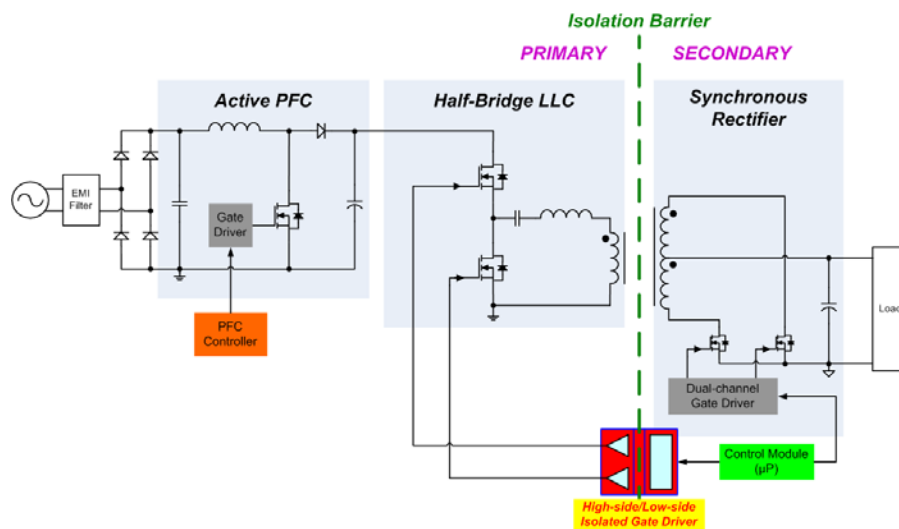 Isolation Barrier
PRIMARY
SECONDARY
Active PFC
Half-Bridge LLC
Synchronous
Rectifier
EMI
Filter
Gate
Driver
PFC
Controller
Load
Dual-channel
Gate Driver
Control Module
(µP)
High-side/Low-side
Isolated Gate Driver